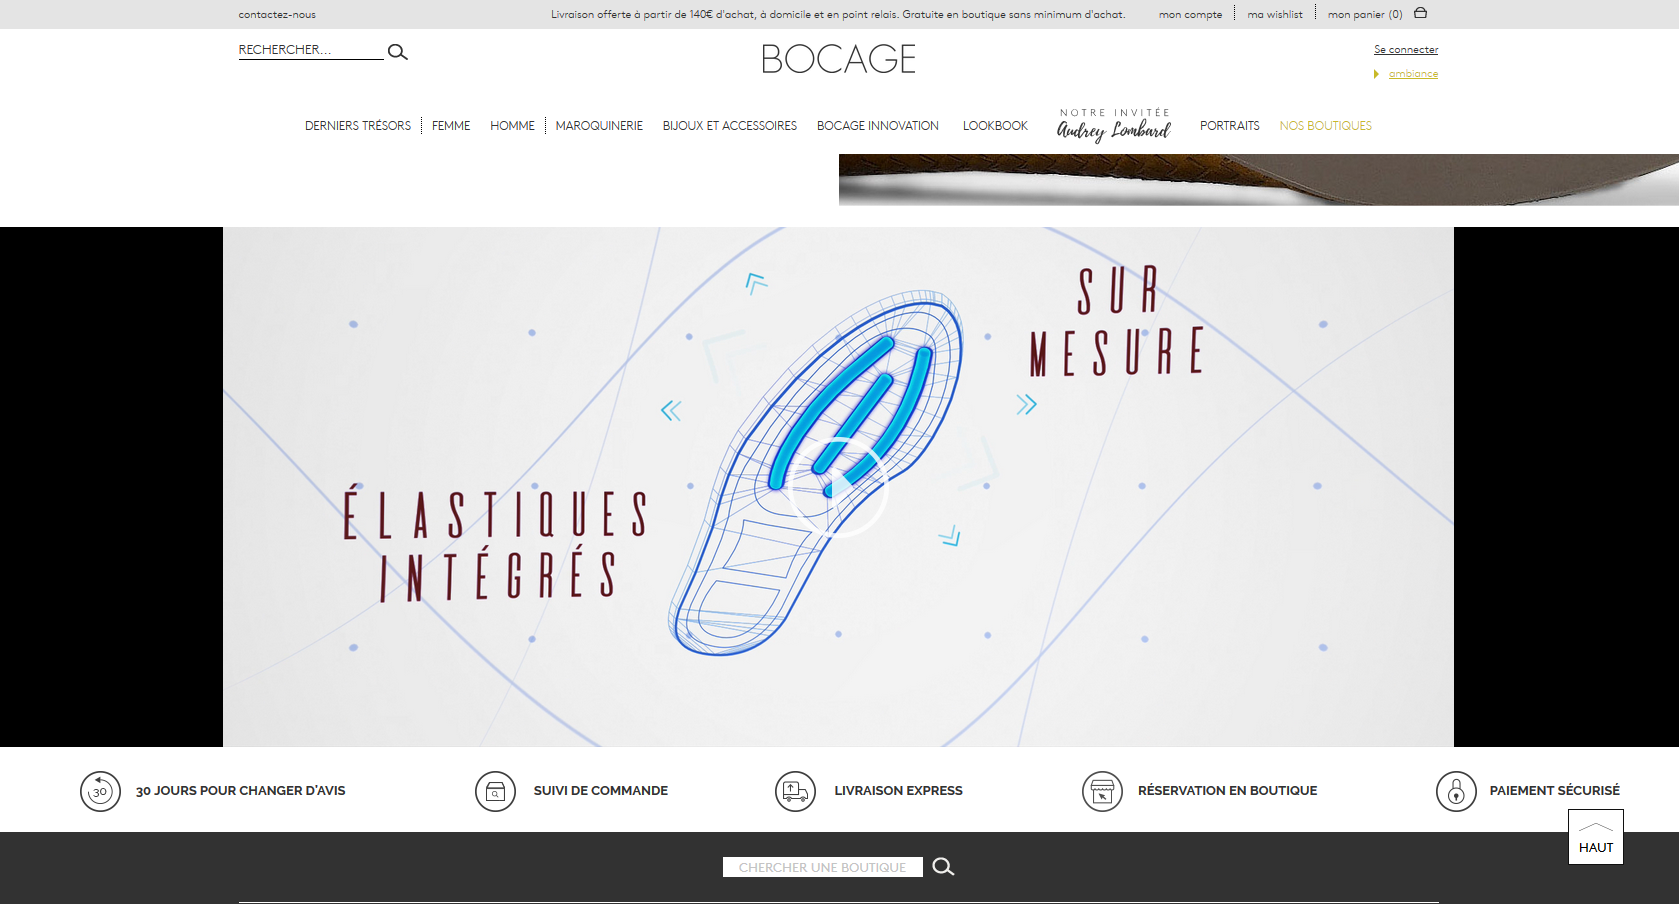 contactez-nous
Livraison offerte à partir de 140€ d'achat, à domicile et en point relais. Gratuite en boutique sans minimum d'achat.
mon compte
ma wishlist
mon panier (0)
RECHERCHER...
BOCAGE
Se connecter
ambiance
DERNIERS TRÉSORS
FEMME
HOMME
MAROQUINERIE
BIJOUX ET ACCESSOIRES
BOCAGE INNOVATION
LOOKBOOK
NOTRE INVITÉE
Audrey Lombard
PORTRAITS
NOS BOUTIQUES
SUR
MESURE
ÉLASTIQUES
INTÉGRÉS
30
30 JOURS POUR CHANGER D'AVIS
SUIVI DE COMMANDE
LIVRAISON EXPRESS
RÉSERVATION EN BOUTIQUE
PAIEMENT SÉCURISÉ
HAUT
CHERCHER UNE BOUTIQUE